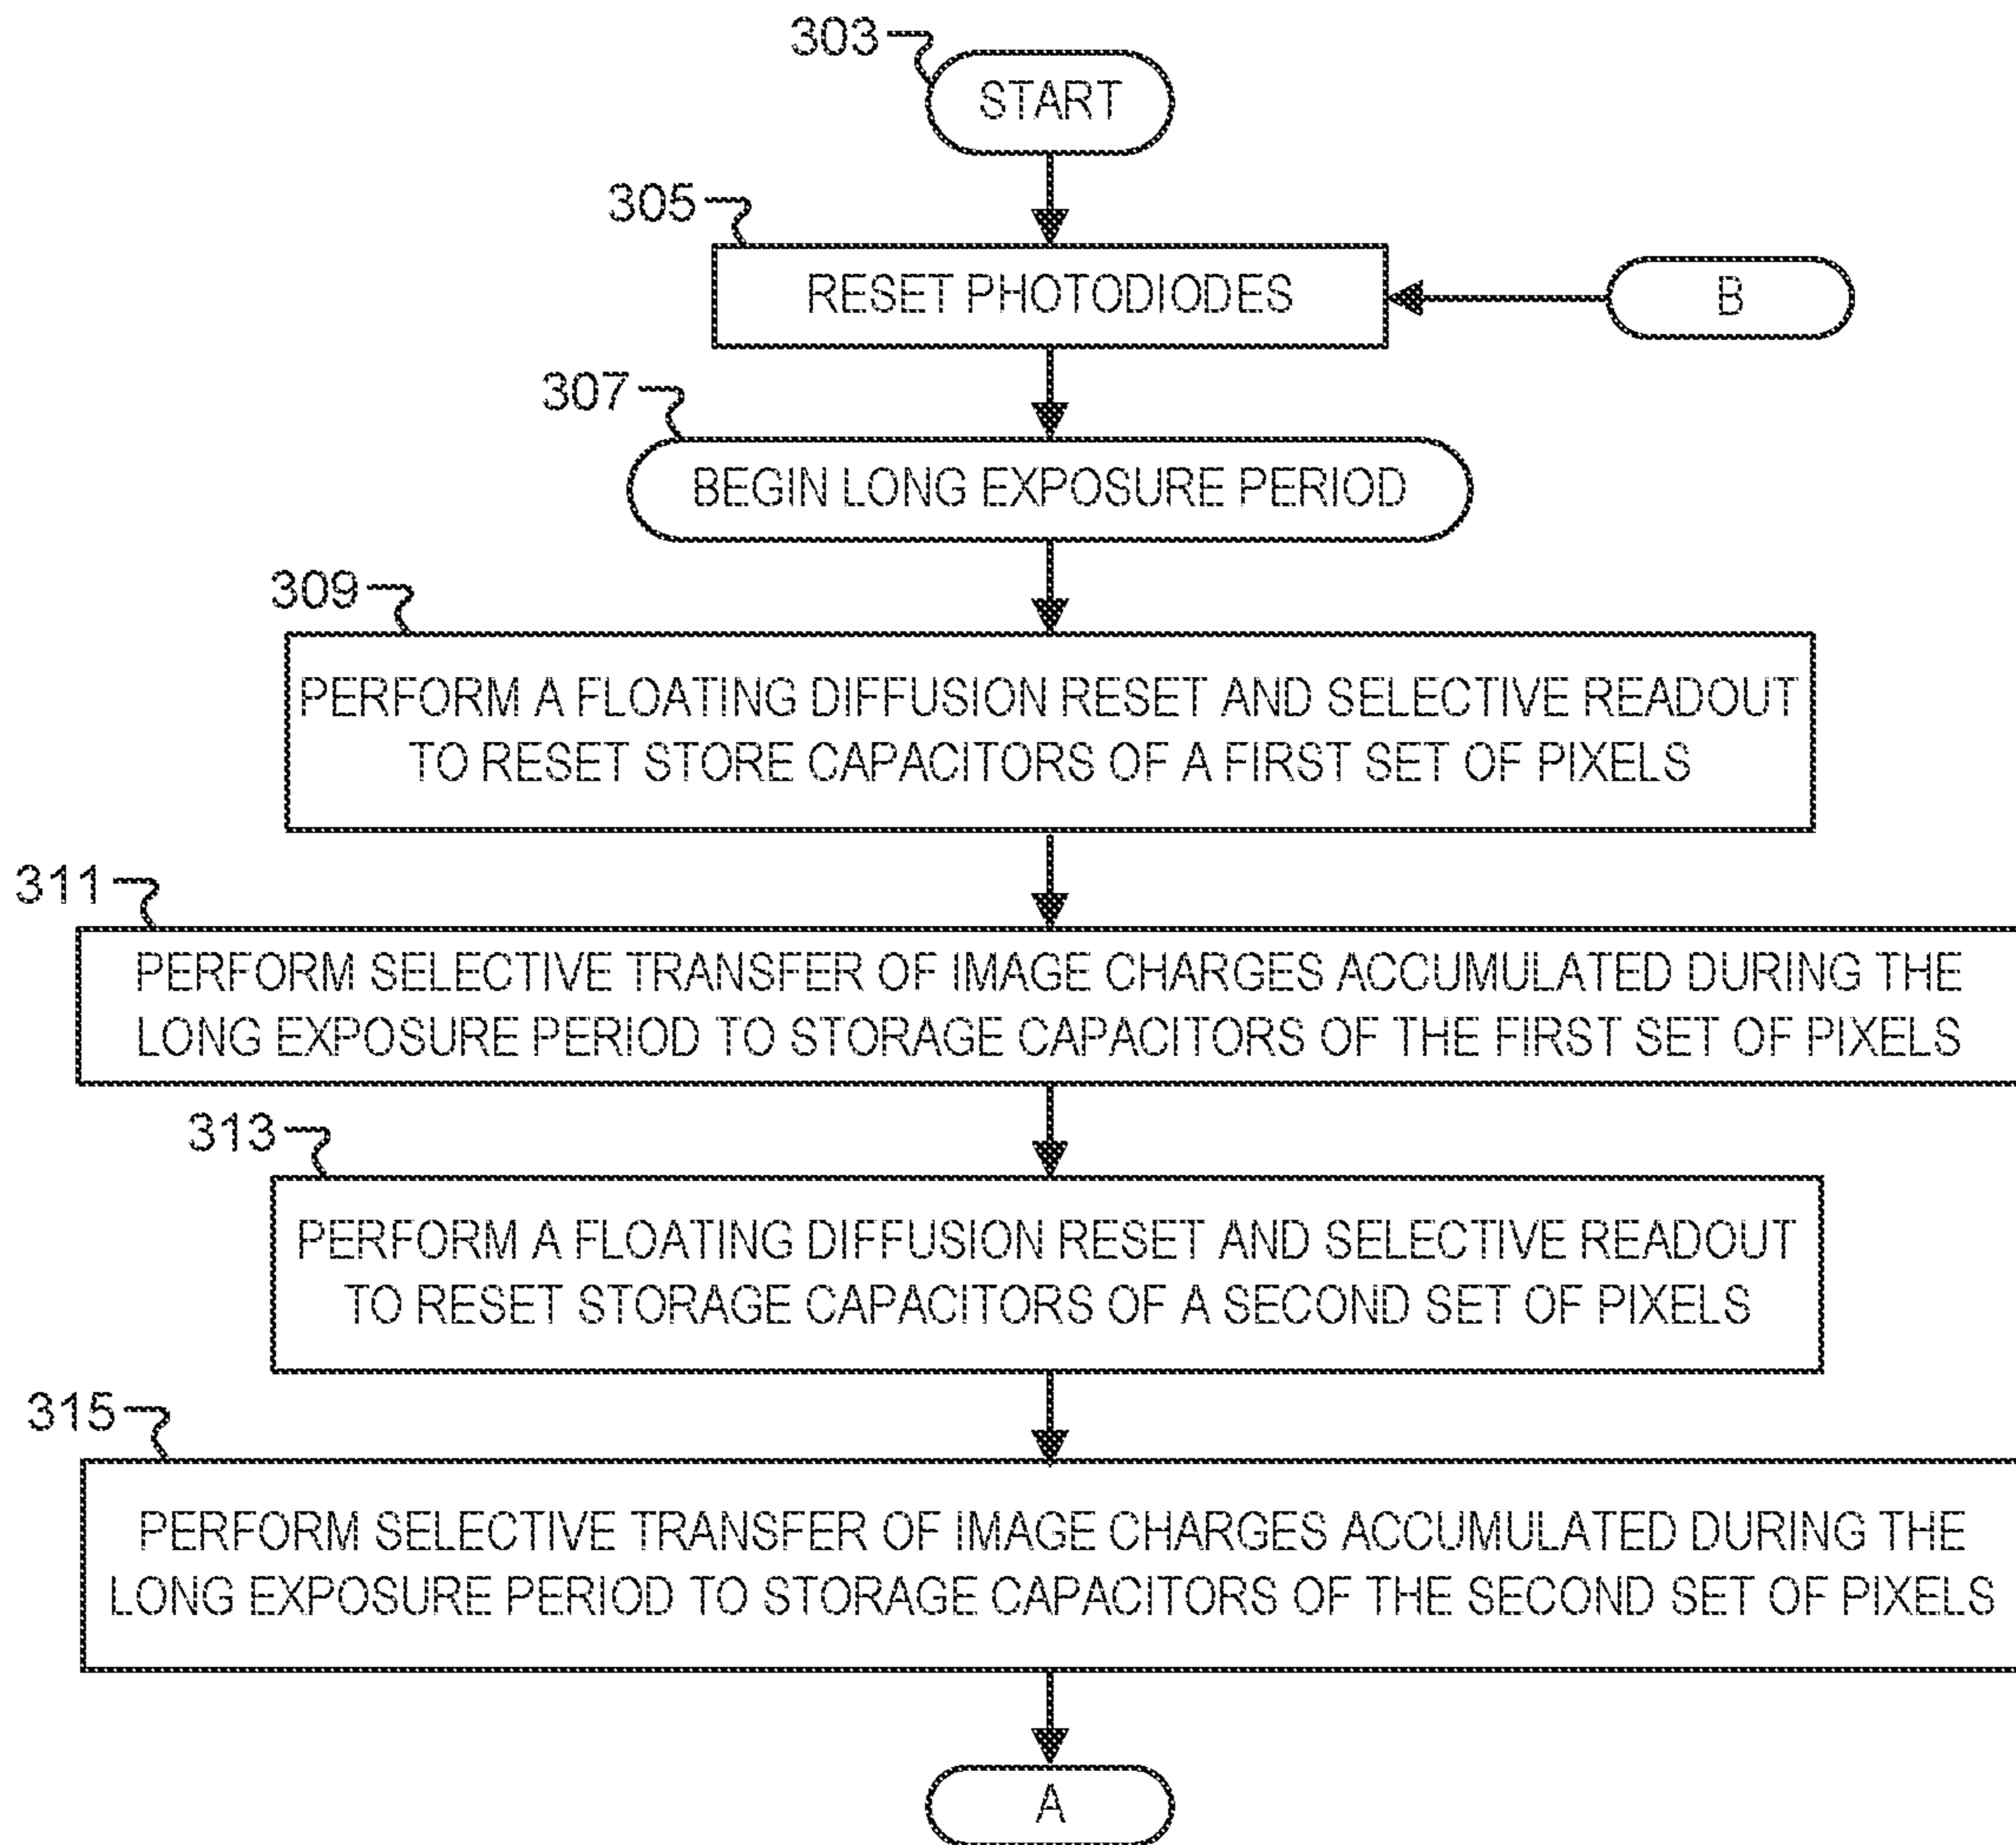 303
START
305
RESET PHOTODIODES
B
307
BEGIN LONG EXPOSURE PERIOD
309
PERFORM A FLOATING DIFFUSION RESET AND SELECTIVE READOUT
TO RESET STORE CAPACITORS OF A FIRST SET OF PIXELS
311
PERFORM SELECTIVE TRANSFER OF IMAGE CHARGES ACCUMULATED DURING THE
LONG EXPOSURE PERIOD TO STORAGE CAPACITORS OF THE FIRST SET OF PIXELS
313
PERFORM A FLOATING DIFFUSION RESET AND SELECTIVE READOUT
TO RESET STORAGE CAPACITORS OF A SECOND SET OF PIXELS
315
PERFORM SELECTIVE TRANSFER OF IMAGE CHARGES ACCUMULATED DURING THE
LONG EXPOSURE PERIOD TO STORAGE CAPACITORS OF THE SECOND SET OF PIXELS
A